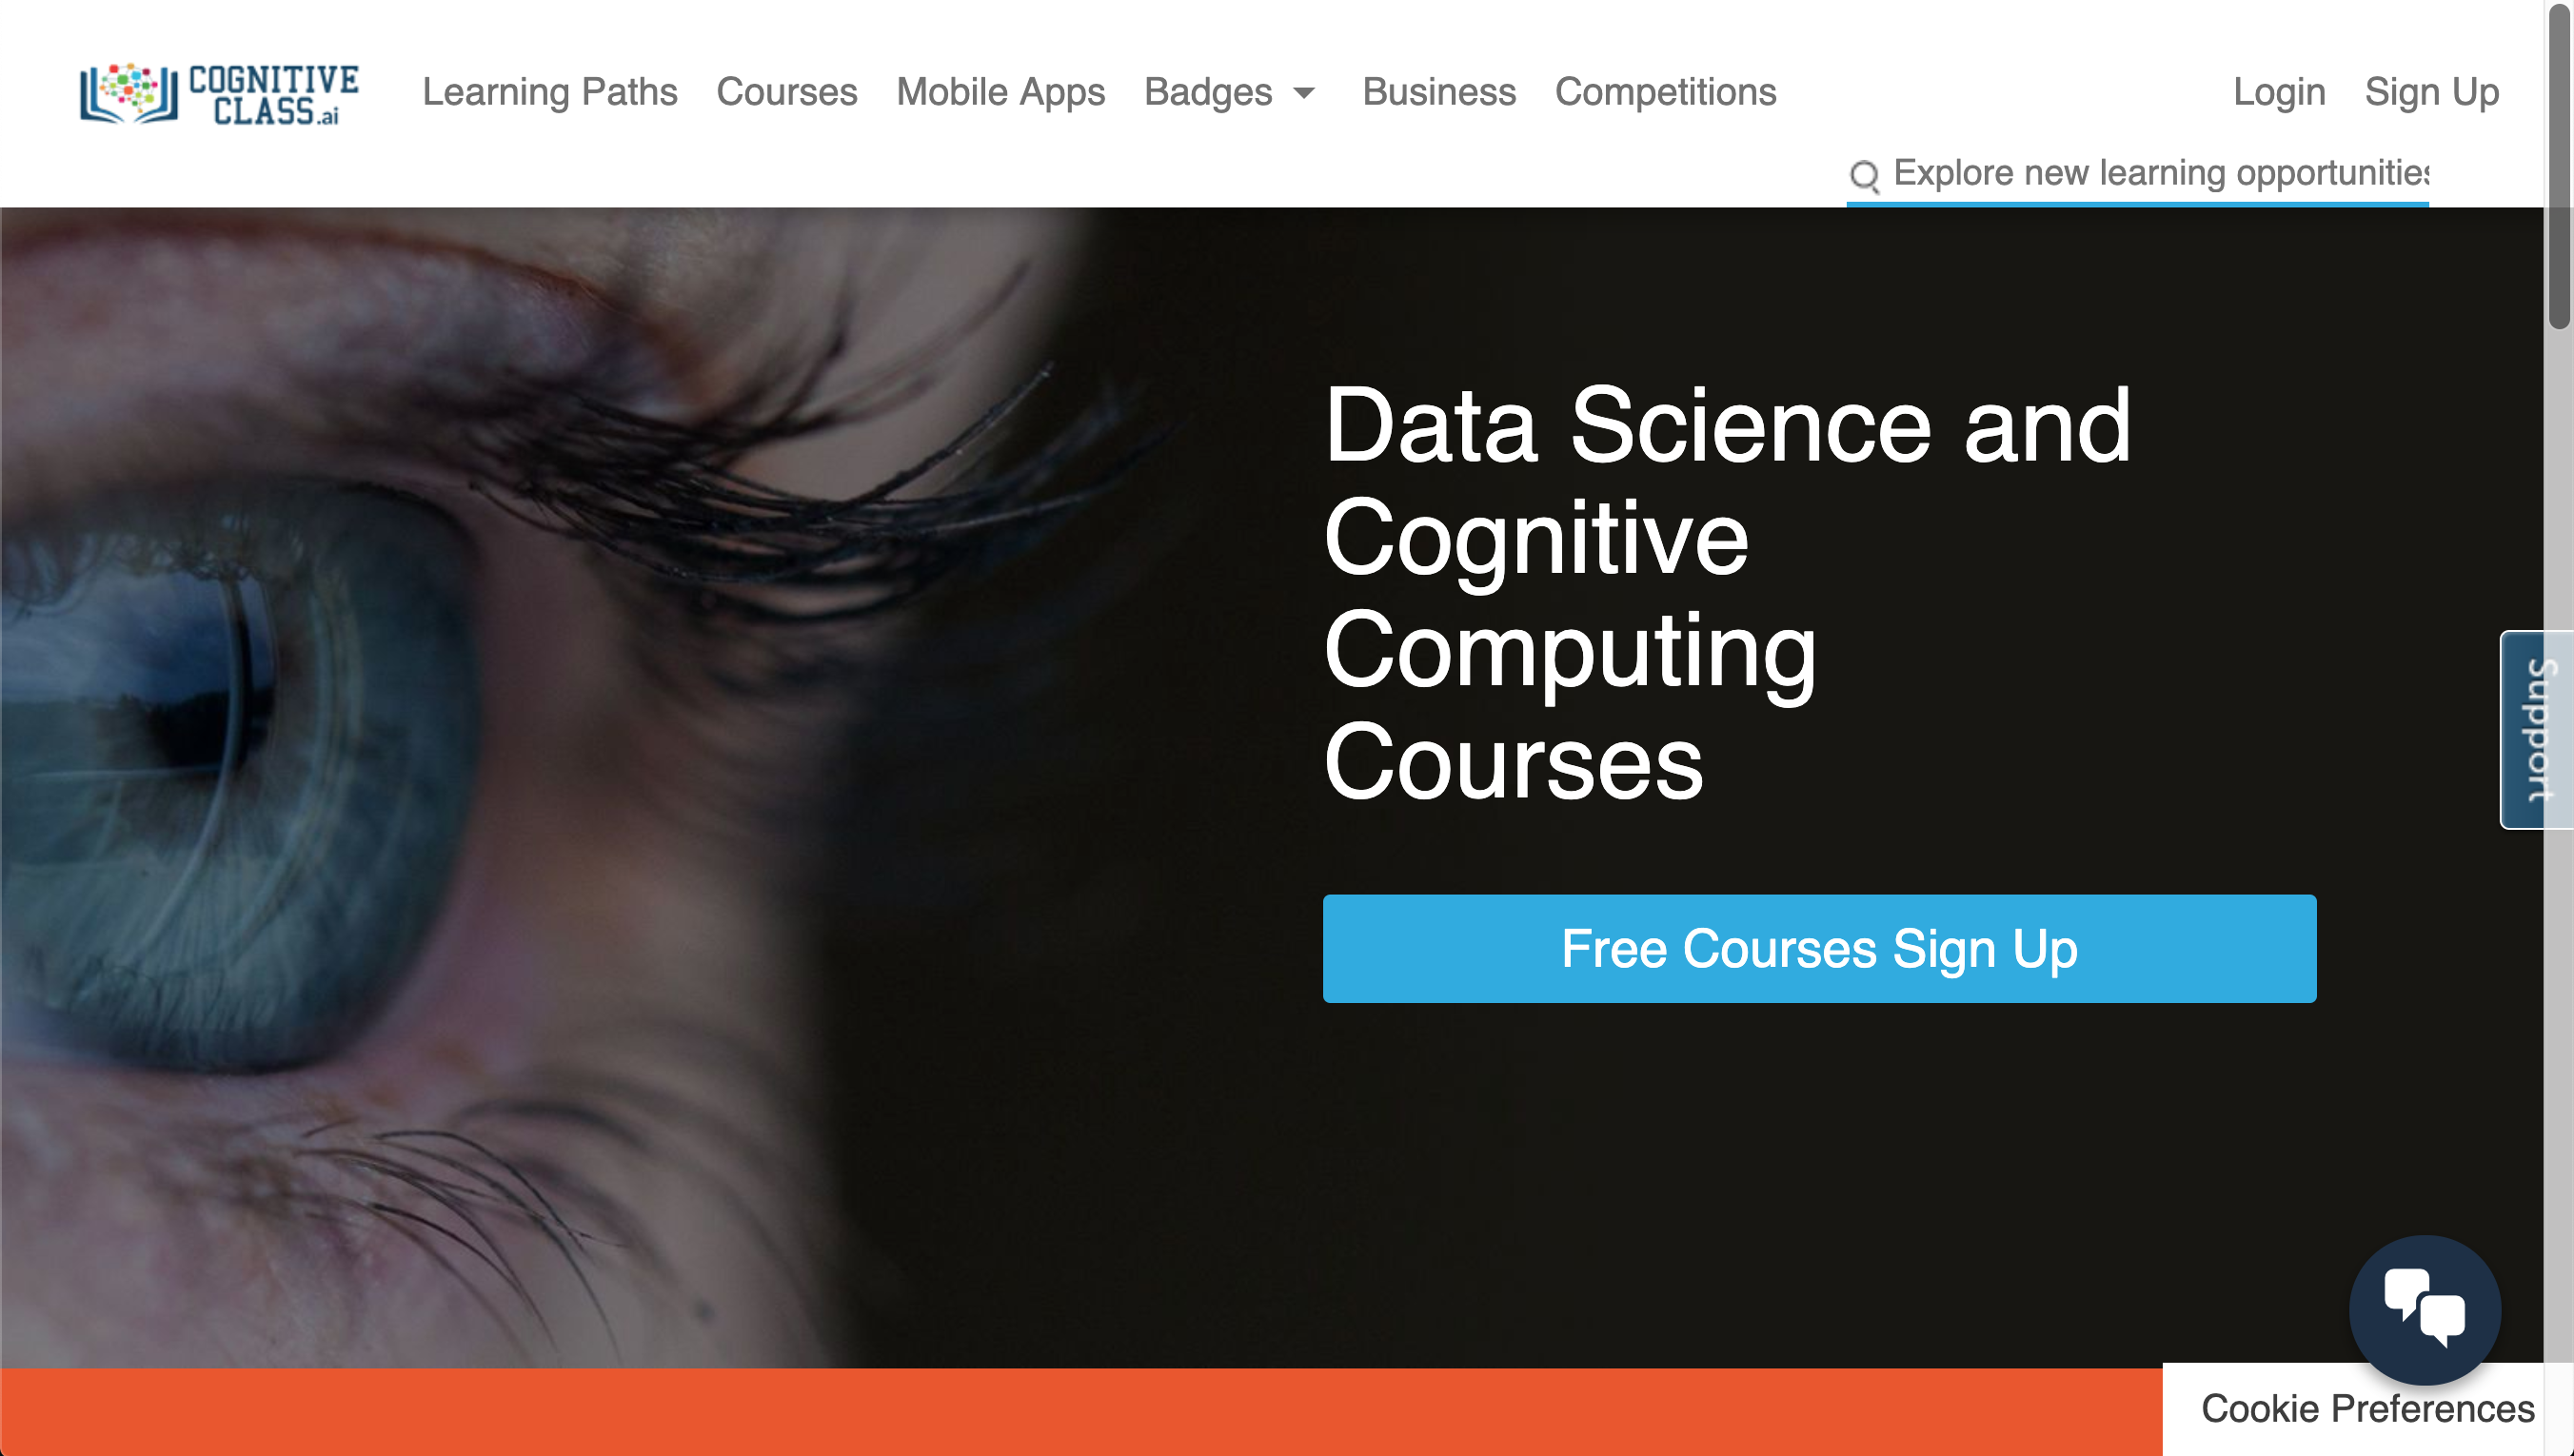 COGNITIVE
CLASS.ai
Learning Paths Courses Mobile Apps Badges Business Competitions Login Sign Up
Explore new learning opportunities
Data Science and
Cognitive
Computing
Courses
Free Courses Sign Up
Support
Cookie Preferences